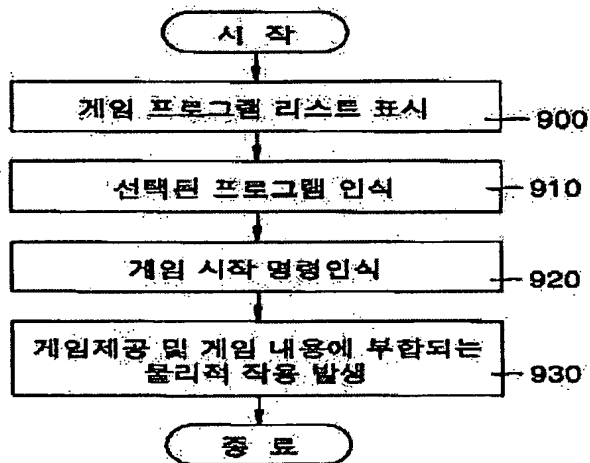 시 작
게임 프로그램 리스트 표시
900
선택된 프로그램 인식
910
게임 시작 명령인식
920
게임제공 및 게임 내용에 부합되는
물리적 작용 발생
930
종 료